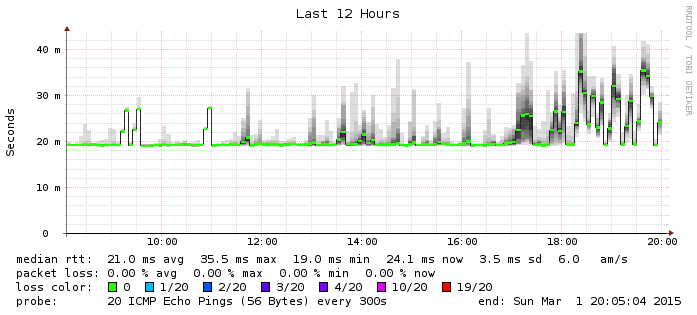 Last 12 Hours
RRDTOOL / TOBI OETIKER
Seconds
40 m
30 m
20 m
10 m
0
10:00 12:00 14:00 16:00 18:00 20:00
median rtt: 21.0 ms avg 35.5 ms max 19.0 ms min 24.1 ms now 3.5 ms sd 6.0 am/s
packet loss: 0.00 % avg 0.00 % max 0.00 % min 0.00 % now
loss color: 0 1/20 2/20 3/20 4/20 10/20 19/20
probe: 20 ICMP Echo Pings (56 Bytes) every 300s end: Sun Mar 1 20:05:04 2015